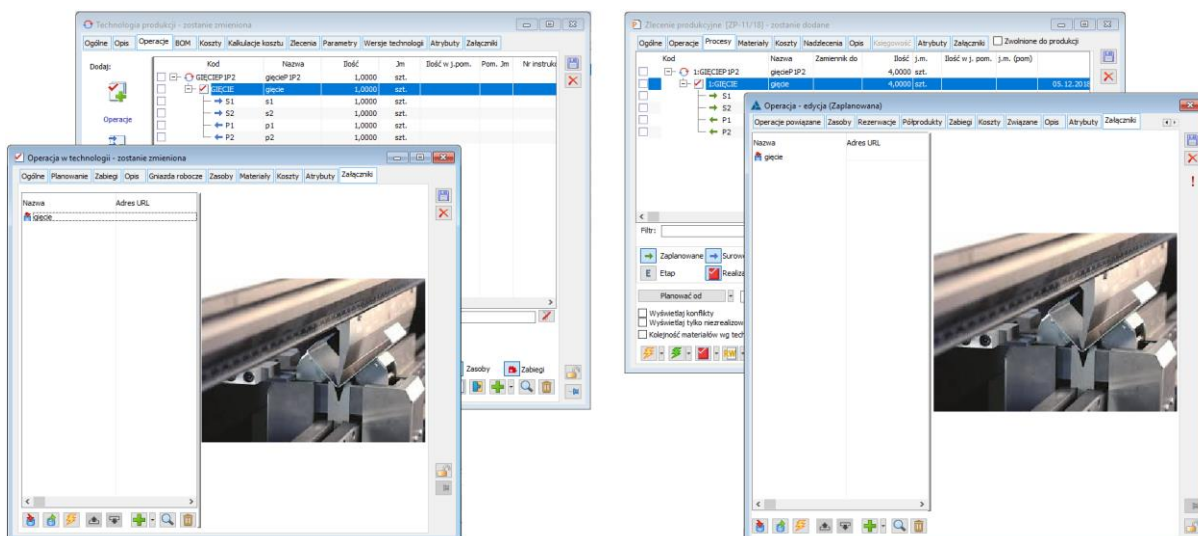 Technologia produkcji - zostanie zmieniona
Ogólne Opis Operacje BOM Koszty Kalkulacje kosztu Zlecenia Parametry Wersje technologii Atrybuty Załączniki
Dodaj:
Operacje
Kod Nazwa Ilość Jm Ilość w j.pom. Pom. Jm Nr instruk
GIĘCIEP1P2 gięcieP1P2 1,0000 szt.
GIĘCIE gięcie 1,0000 szt.
S1 s1 1,0000 szt.
S2 s2 1,0000 szt.
P1 p1 1,0000 szt.
P2 p2 1,0000 szt.
Zasoby Zabiegi
Operacja w technologii - zostanie zmieniona
Ogólne Planowanie Zabiegi Opis Gniazda robocze Zasoby Materiały Koszty Atrybuty Załączniki
Nazwa Adres URL
gięcie
Zlecenie produkcyjne [ZP-11/18] - zostanie dodane
Ogólne Operacje Procesy Materiały Koszty Nadzlecenia Opis Księgowość Atrybuty Załączniki Zwolnione do produkcji
Kod Nazwa Zamiennik do Ilość j.m. Ilość w j. pom. j.m. (pom)
1:GIĘCIEP1P2 gięcieP1P2 4,0000 szt.
1:GIĘCIE gięcie 4,0000 szt. 05.12.2018
S1
S2
P1
P2
Filtr:
Zaplanowane Surow
E Etap Realiza
Planować od
Wyświetlaj konflikty
Wyświetlaj tylko niezrealizow
Kolejność materiałów wg tech
RW
Operacja - edycja (Zaplanowana)
Operacje powiązane Zasoby Rezerwacje Półprodukty Zabiegi Koszty Związane Opis Atrybuty Załączniki
Nazwa Adres URL
gięcie